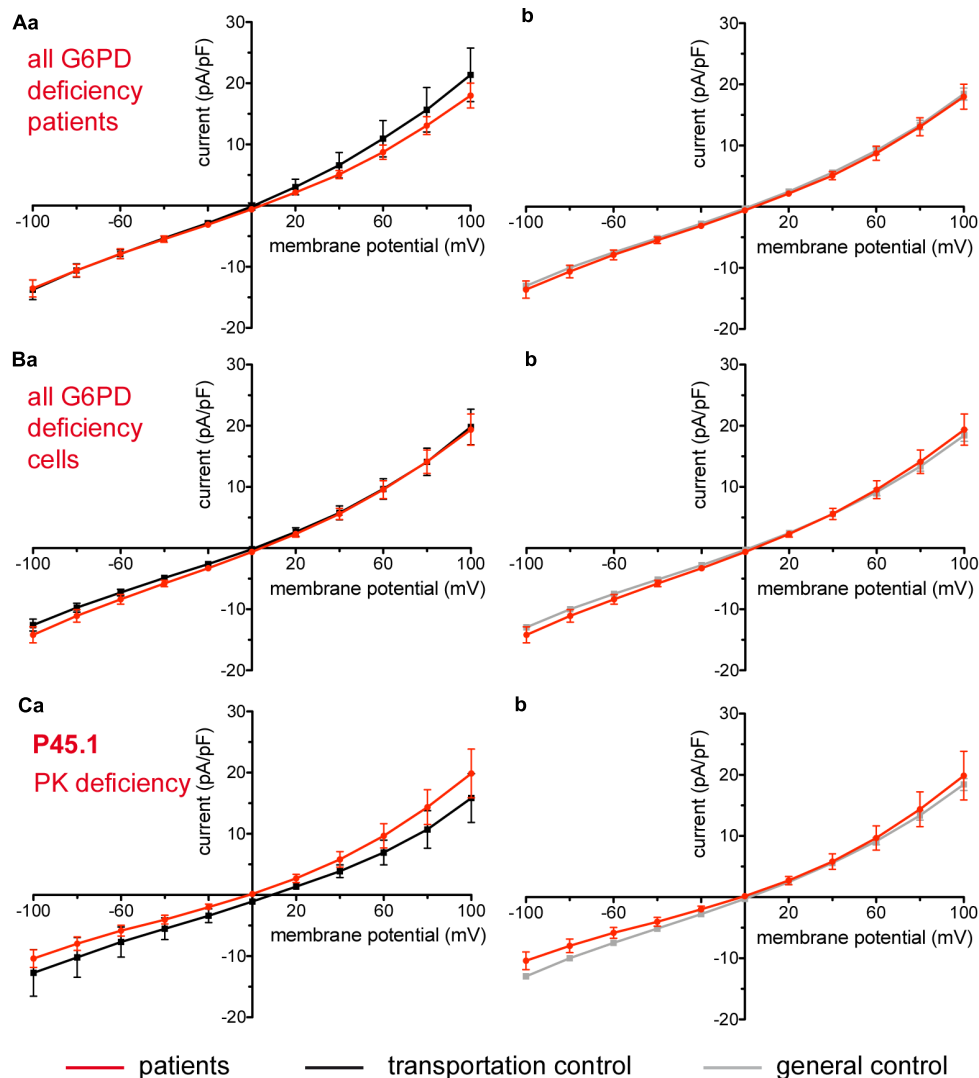 Aa
all G6PD
deficiency
patients
current (pA/pF)
30
20
10
-10
-20
-100
-60
20
60
100
membrane potential (mV)
b
current (pA/pF)
30
20
10
-10
-20
-100
-60
20
60
100
membrane potential (mV)
Ba
all G6PD
deficiency
cells
current (pA/pF)
30
20
10
-10
-20
-100
-60
20
60
100
membrane potential (mV)
b
current (pA/pF)
30
20
10
-10
-20
-100
-60
20
60
100
membrane potential (mV)
Ca
P45.1
PK deficiency
current (pA/pF)
30
20
10
-10
-20
-100
-60
20
60
100
membrane potential (mV)
b
current (pA/pF)
30
20
10
-10
-20
-100
-60
20
60
100
membrane potential (mV)
patients
transportation control
general control